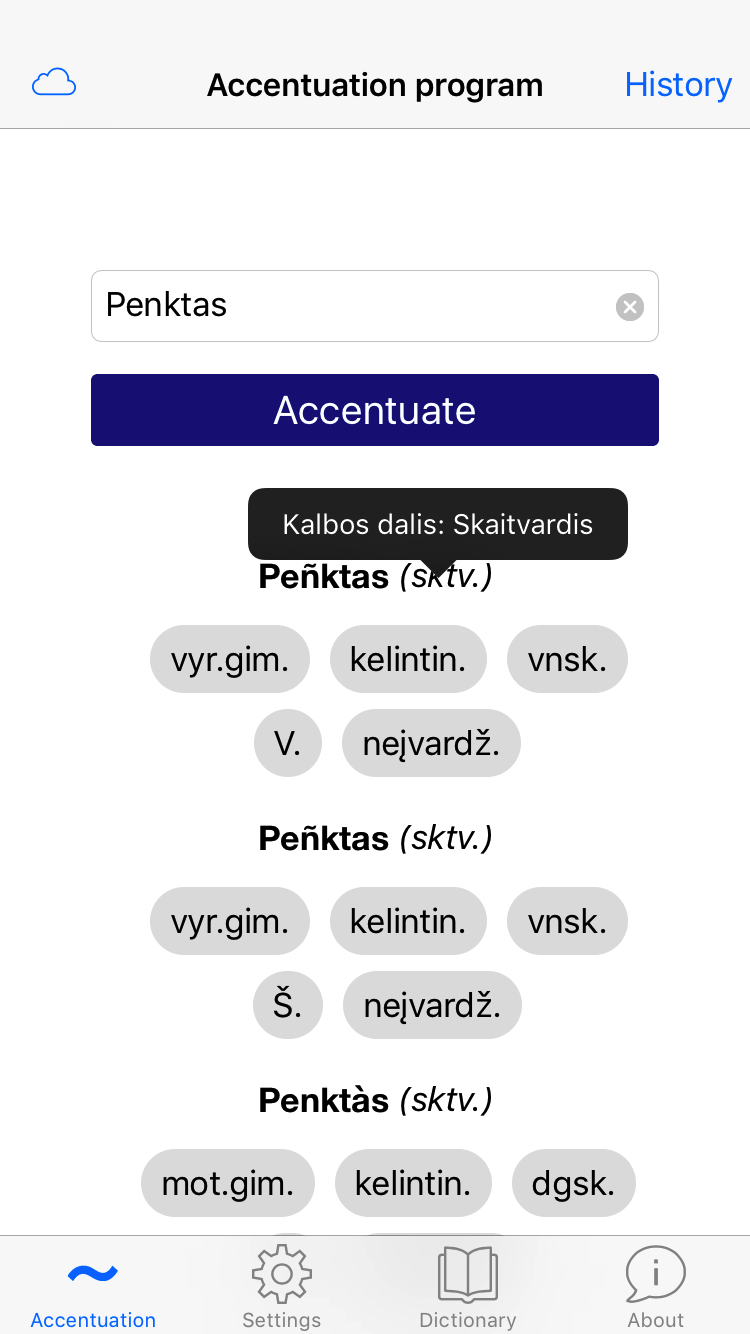 Accentuation program
History
Penktas
Accentuate
Kalbos dalis: Skaitvardis
Peñktas (sktv.)
vyr.gim. kelintin. vnsk.
V. neįvardž.
Peñktas (sktv.)
vyr.gim. kelintin. vnsk.
Š. neįvardž.
Penktàs (sktv.)
mot.gim. kelintin. dgsk.
Accentuation Settings Dictionary About